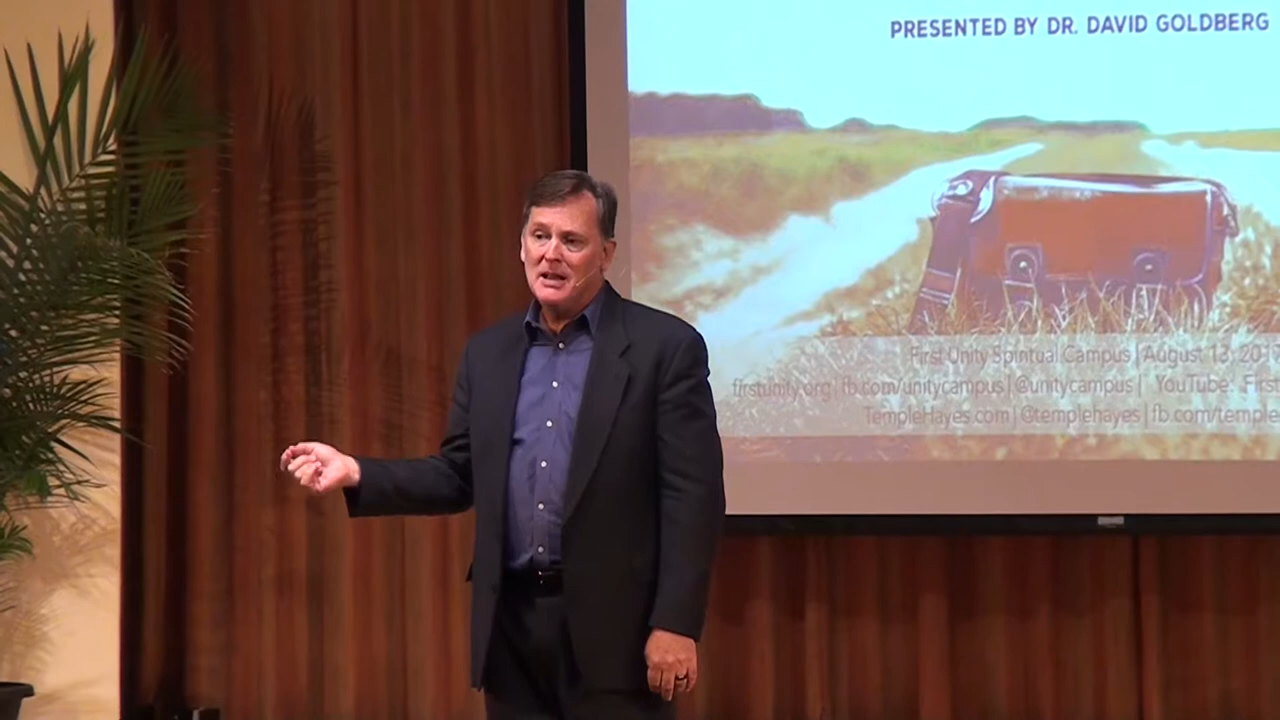 PRESENTED BY DR. DAVID GOLDBERG
First Unity Spiritual Campus | August 13, 201
firstunity.org | fb.com/unitycampus | @unitycampus | YouTube: First
TempleHayes.com | @templehayes | fb.com/temple